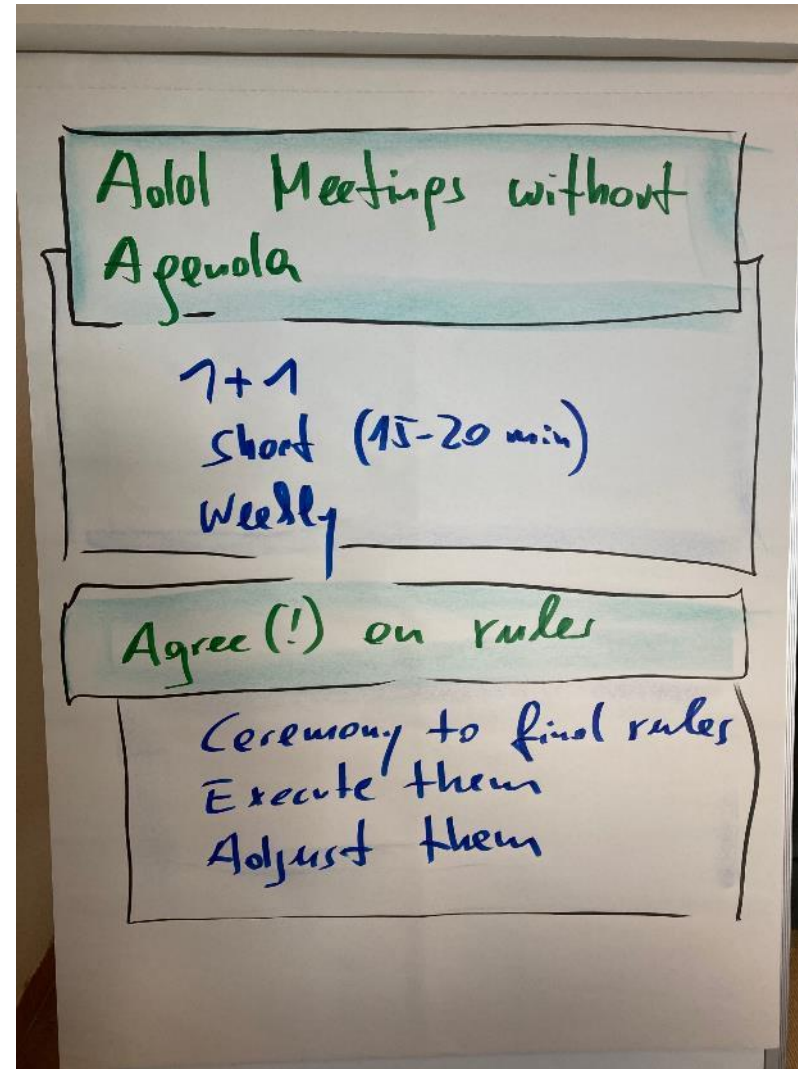 Add Meetings without
Agenda
1+1
Short (15-20 min)
Weekly
Agree(!) on rules
Ceremony to find rules
Execute them
Adjust them